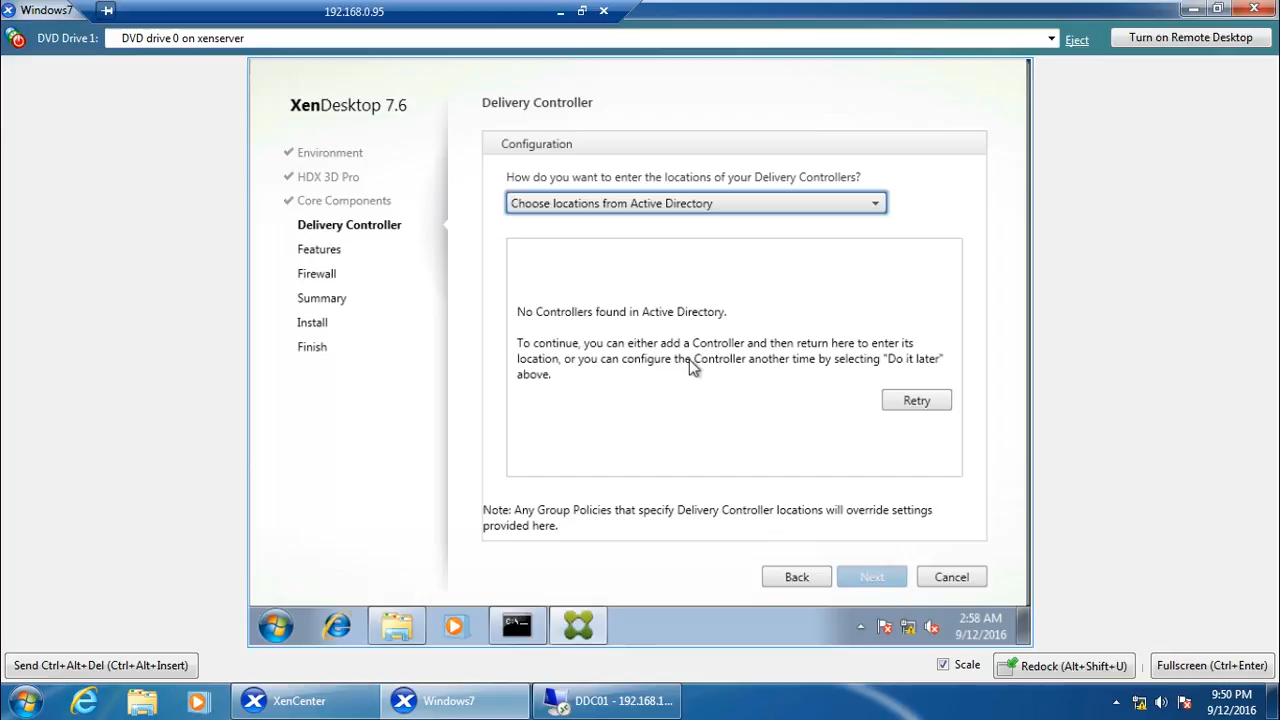 Windows7
192.168.0.95
DVD Drive 1:
DVD drive 0 on xenserver
Eject
Turn on Remote Desktop
XenDesktop 7.6
Environment
HDX 3D Pro
Core Components
Delivery Controller
Features
Firewall
Summary
Install
Finish
Delivery Controller
Configuration
How do you want to enter the locations of your Delivery Controllers?
Choose locations from Active Directory
No Controllers found in Active Directory.
To continue, you can either add a Controller and then return here to enter its
location, or you can configure the Controller another time by selecting "Do it later"
above.
Retry
Note: Any Group Policies that specify Delivery Controller locations will override settings
provided here.
Back
Next
Cancel
2:58 AM
9/12/2016
Send Ctrl+Alt+Del (Ctrl+Alt+Insert)
Scale
Redock (Alt+Shift+U)
Fullscreen (Ctrl+Enter)
XenCenter
Windows7
DDC01 - 192.168.1...
9:50 PM
9/12/2016